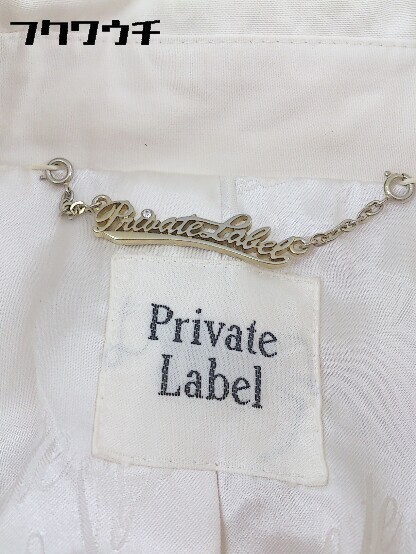 フクワウチ
Private Label
Private
Label